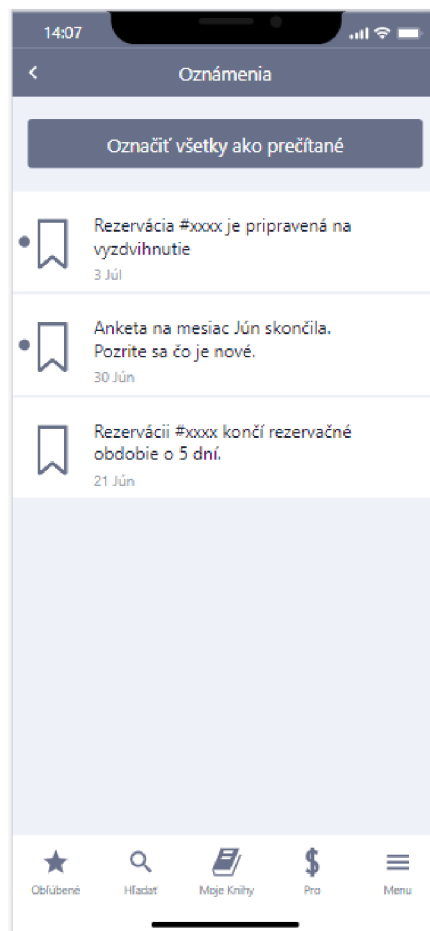 14:07
Oznámenia
Označiť všetky ako prečítané
Rezervácia #xxxx je pripravená na
vyzdvihnutie
3 Júl
Anketa na mesiac Jún skončila.
Pozrite sa čo je nové.
30 Jún
Rezervácii #xxxx končí rezervačné
obdobie o 5 dní.
21 Jún
Obľúbené
Hľadať
Moje Knihy
Pro
Menu